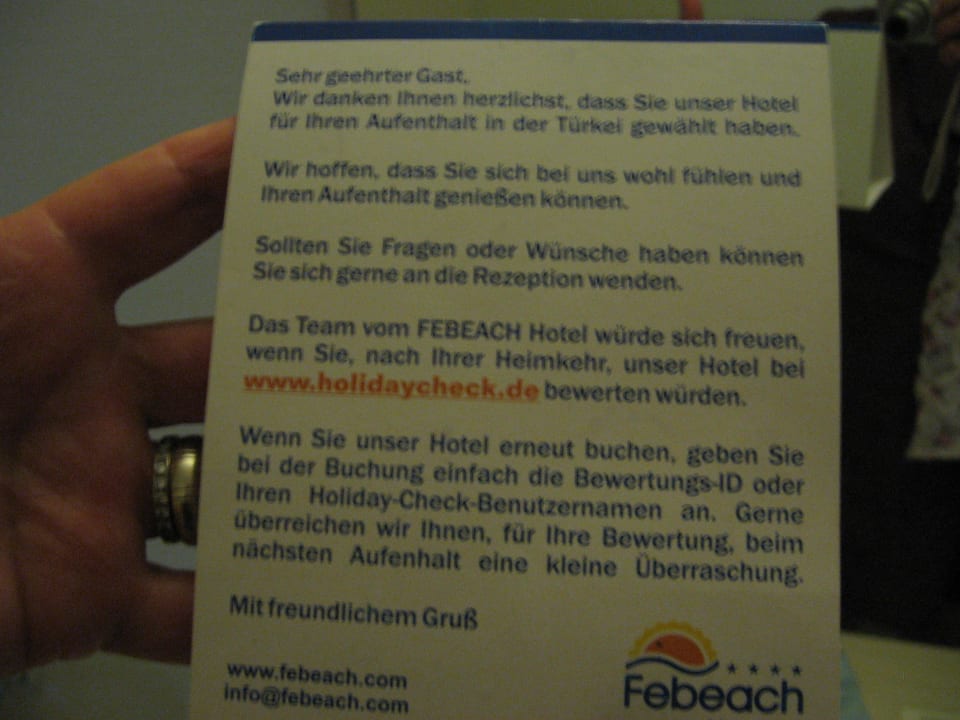 Sehr geehrter Gast,
Wir danken Ihnen herzlichst, dass Sie unser Hotel
für Ihren Aufenthalt in der Türkei gewählt haben.
Wir hoffen, dass Sie sich bei uns wohl fühlen und
Ihren Aufenthalt genießen können.
Sollten Sie Fragen oder Wünsche haben können
Sie sich gerne an die Rezeption wenden.
Das Team vom FEBEACH Hotel würde sich freuen,
wenn Sie, nach Ihrer Heimkehr, unser Hotel bei
www.holidaycheck.de bewerten würden.
Wenn Sie unser Hotel erneut buchen, geben Sie
bei der Buchung einfach die Bewertungs-ID oder
Ihren Holiday-Check-Benutzernamen an. Gerne
überreichen wir Ihnen, für Ihre Bewertung, beim
nächsten Aufenhalt eine kleine Überraschung.
Mit freundlichem Gruß
www.febeach.com
info@febeach.com
Febeach